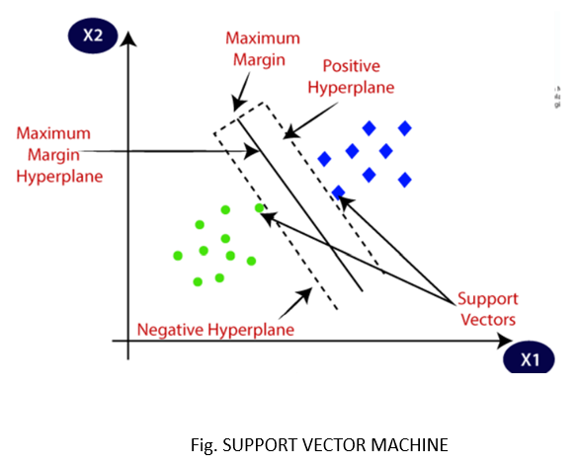 X2
Maximum
Margin
Positive
Hyperplane
Maximum
Margin
Hyperplane
Support
Vectors
Negative Hyperplane
X1
Fig. SUPPORT VECTOR MACHINE